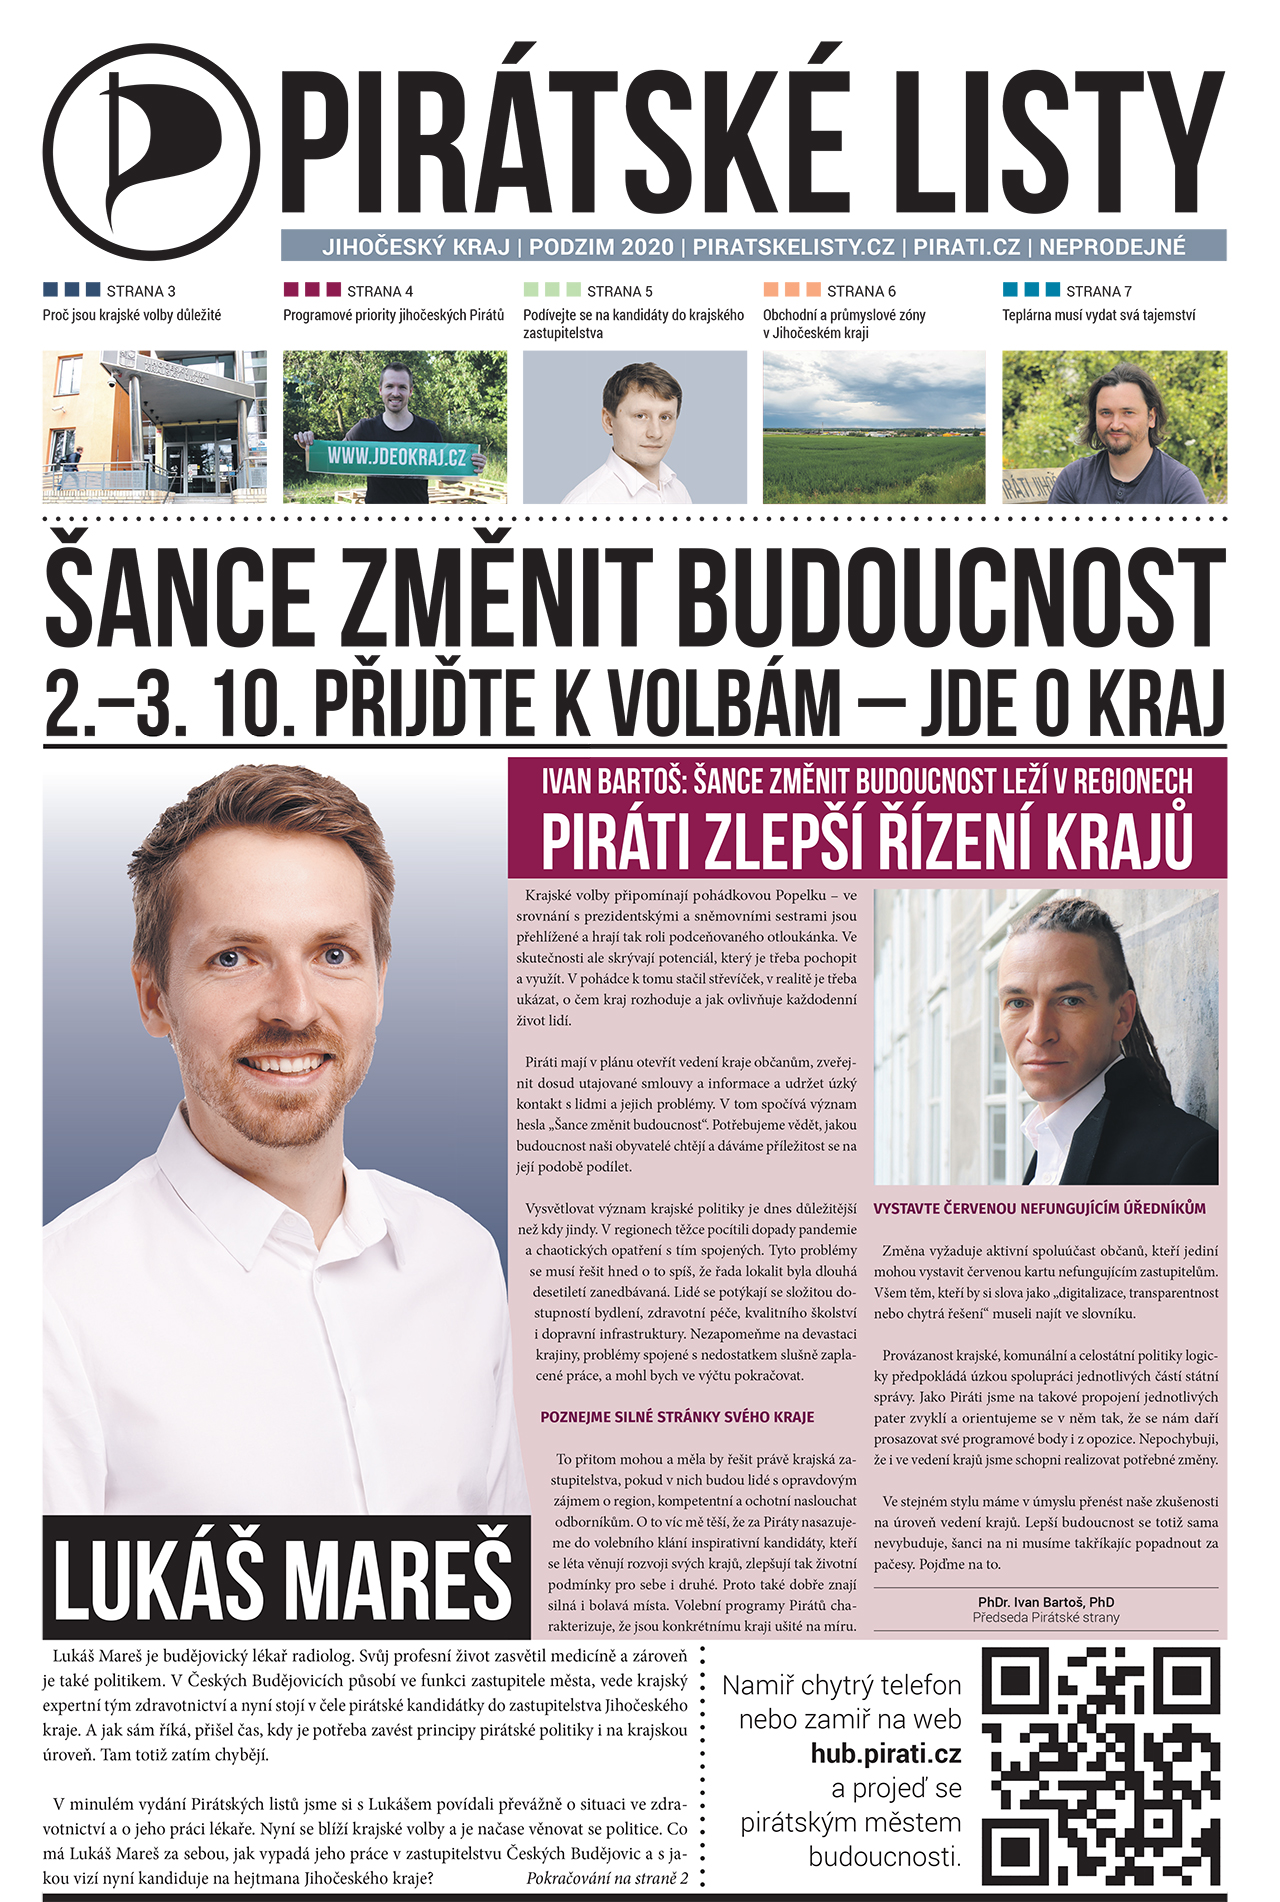 PIRÁTSKÉ LISTY
JIHOČESKÝ KRAJ | PODZIM 2020 | PIRATSKELISTY.CZ | PIRATI.CZ | NEPRODEJNÉ
STRANA 3
Proč jsou krajské volby důležité
STRANA 4
Programové priority jihočeských Pirátů
STRANA 5
Podívejte se na kandidáty do krajského
zastupitelstva
STRANA 6
Obchodní a průmyslové zóny
v Jihočeském kraji
STRANA 7
Teplárna musí vydat svá tajemství
JIHOČESKÝ KRAJ
KRAJSKÝ ÚŘAD
WWW.JDEOKRAJ.CZ
RÁTI JIHOČ
ŠANCE ZMĚNIT BUDOUCNOST
2.–3. 10. PŘIJĎTE K VOLBÁM – JDE O KRAJ
IVAN BARTOŠ: ŠANCE ZMĚNIT BUDOUCNOST LEŽÍ V REGIONECH
PIRÁTI ZLEPŠÍ ŘÍZENÍ KRAJŮ
Krajské volby připomínají pohádkovou Popelku – ve
srovnání s prezidentskými a sněmovními sestrami jsou
přehlížené a hrají tak roli podceňovaného otloukánka. Ve
skutečnosti ale skrývají potenciál, který je třeba pochopit
a využít. V pohádce k tomu stačil střevíček, v realitě je třeba
ukázat, o čem kraj rozhoduje a jak ovlivňuje každodenní
život lidí.
Piráti mají v plánu otevřít vedení kraje občanům, zveřej-
nit dosud utajované smlouvy a informace a udržet úzký
kontakt s lidmi a jejich problémy. V tom spočívá význam
hesla „Šance změnit budoucnost“. Potřebujeme vědět, jakou
budoucnost naši obyvatelé chtějí a dáváme příležitost se na
její podobě podílet.
Vysvětlovat význam krajské politiky je dnes důležitější
než kdy jindy. V regionech těžce pocítili dopady pandemie
a chaotických opatření s tím spojených. Tyto problémy
se musí řešit hned o to spíš, že řada lokalit byla dlouhá
desetiletí zanedbávaná. Lidé se potýkají se složitou do-
stupností bydlení, zdravotní péče, kvalitního školství
i dopravní infrastruktury. Nezapomeňme na devastaci
krajiny, problémy spojené s nedostatkem slušně zapla-
cené práce, a mohl bych ve výčtu pokračovat.
POZNEJME SILNÉ STRÁNKY SVÉHO KRAJE
To přitom mohou a měla by řešit právě krajská za-
stupitelstva, pokud v nich budou lidé s opravdovým
zájmem o region, kompetentní a ochotní naslouchat
odborníkům. O to víc mě těší, že za Piráty nasazuje-
me do volebního klání inspirativní kandidáty, kteří
se léta věnují rozvoji svých krajů, zlepšují tak životní
podmínky pro sebe i druhé. Proto také dobře znají
silná i bolavá místa. Volební programy Pirátů cha-
rakterizuje, že jsou konkrétnímu kraji ušité na míru.
VYSTAVTE ČERVENOU NEFUNGUJÍCÍM ÚŘEDNÍKŮM
Změna vyžaduje aktivní spoluúčast občanů, kteří jediní
mohou vystavit červenou kartu nefungujícím zastupitelům.
Všem těm, kteří by si slova jako „digitalizace, transparentnost
nebo chytrá řešení“ museli najít ve slovníku.
Provázanost krajské, komunální a celostátní politiky logic-
ky předpokládá úzkou spolupráci jednotlivých částí státní
správy. Jako Piráti jsme na takové propojení jednotlivých
pater zvyklí a orientujeme se v něm tak, že se nám daří
prosazovat své programové body i z opozice. Nepochybuji,
že i ve vedení krajů jsme schopni realizovat potřebné změny.
Ve stejném stylu máme v úmyslu přenést naše zkušenosti
na úroveň vedení krajů. Lepší budoucnost se totiž sama
nevybuduje, šanci na ni musíme takříkajíc popadnout za
pačesy. Pojďme na to.
PhDr. Ivan Bartoš, PhD
Předseda Pirátské strany
LUKÁŠ MAREŠ
Lukáš Mareš je budějovický lékař radiolog. Svůj profesní život zasvětil medicíně a zároveň
je také politikem. V Českých Budějovicích působí ve funkci zastupitele města, vede krajský
expertní tým zdravotnictví a nyní stojí v čele pirátské kandidátky do zastupitelstva Jihočeského
kraje. A jak sám říká, přišel čas, kdy je potřeba zavést principy pirátské politiky i na krajskou
úroveň. Tam totiž zatím chybějí.
V minulém vydání Pirátských listů jsme si s Lukášem povídali převážně o situaci ve zdra-
votnictví a o jeho práci lékaře. Nyní se blíží krajské volby a je načase věnovat se politice. Co
má Lukáš Mareš za sebou, jak vypadá jeho práce v zastupitelstvu Českých Budějovic a s ja-
kou vizí nyní kandiduje na hejtmana Jihočeského kraje? Pokračování na straně 2
Namiř chytrý telefon
nebo zamiř na web
hub.pirati.cz
a projeď se
pirátským městem
budoucnosti.